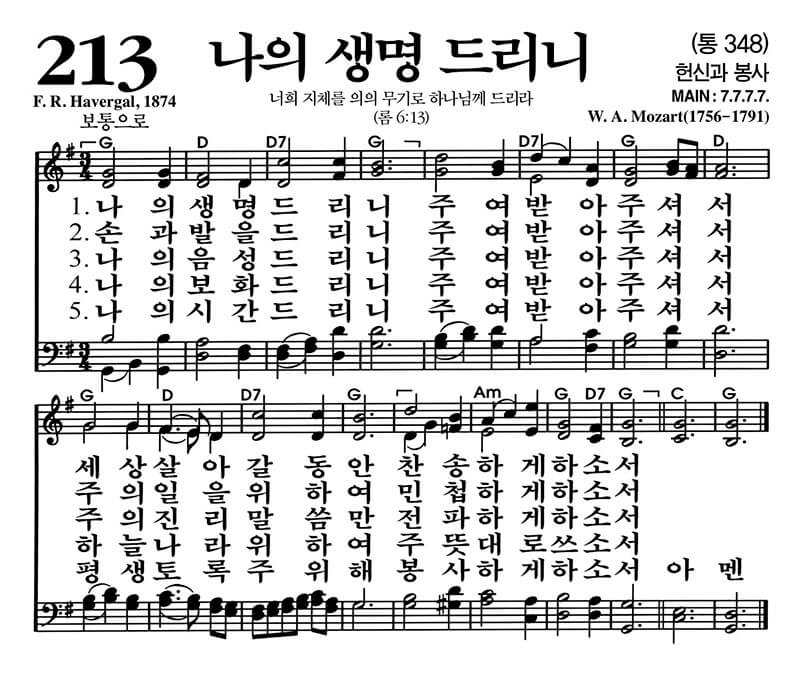 213 나의 생명 드리니 (통 348)
헌신과 봉사
F. R. Havergal, 1874 너희 지체를 의의 무기로 하나님께 드리라 MAIN : 7.7.7.7.
보통으로 (롬 6:13) W. A. Mozart(1756-1791)
G D D7 G D7 G D
3 4
1. 나 의 생 명 드 리 니 주 여 받 아 주 셔 서
2. 손 과 발 을 드 리 니 주 여 받 아 주 셔 서
3. 나 의 음 성 드 리 니 주 여 받 아 주 셔 서
4. 나 의 보 화 드 리 니 주 여 받 아 주 셔 서
5. 나 의 시 간 드 리 니 주 여 받 아 주 셔 서
3 4
G D D7 G Am G D7 G C G
세 상 살 아 갈 동 안 찬 송 하 게 하 소 서
주 의 일 을 위 하 여 민 첩 하 게 하 소 서
주 의 진 리 말 씀 만 전 파 하 게 하 소 서
하 늘 나 라 위 하 여 주 뜻 대 로 쓰 소 서
평 생 토 록 주 위 해 봉 사 하 게 하 소 서 아 멘